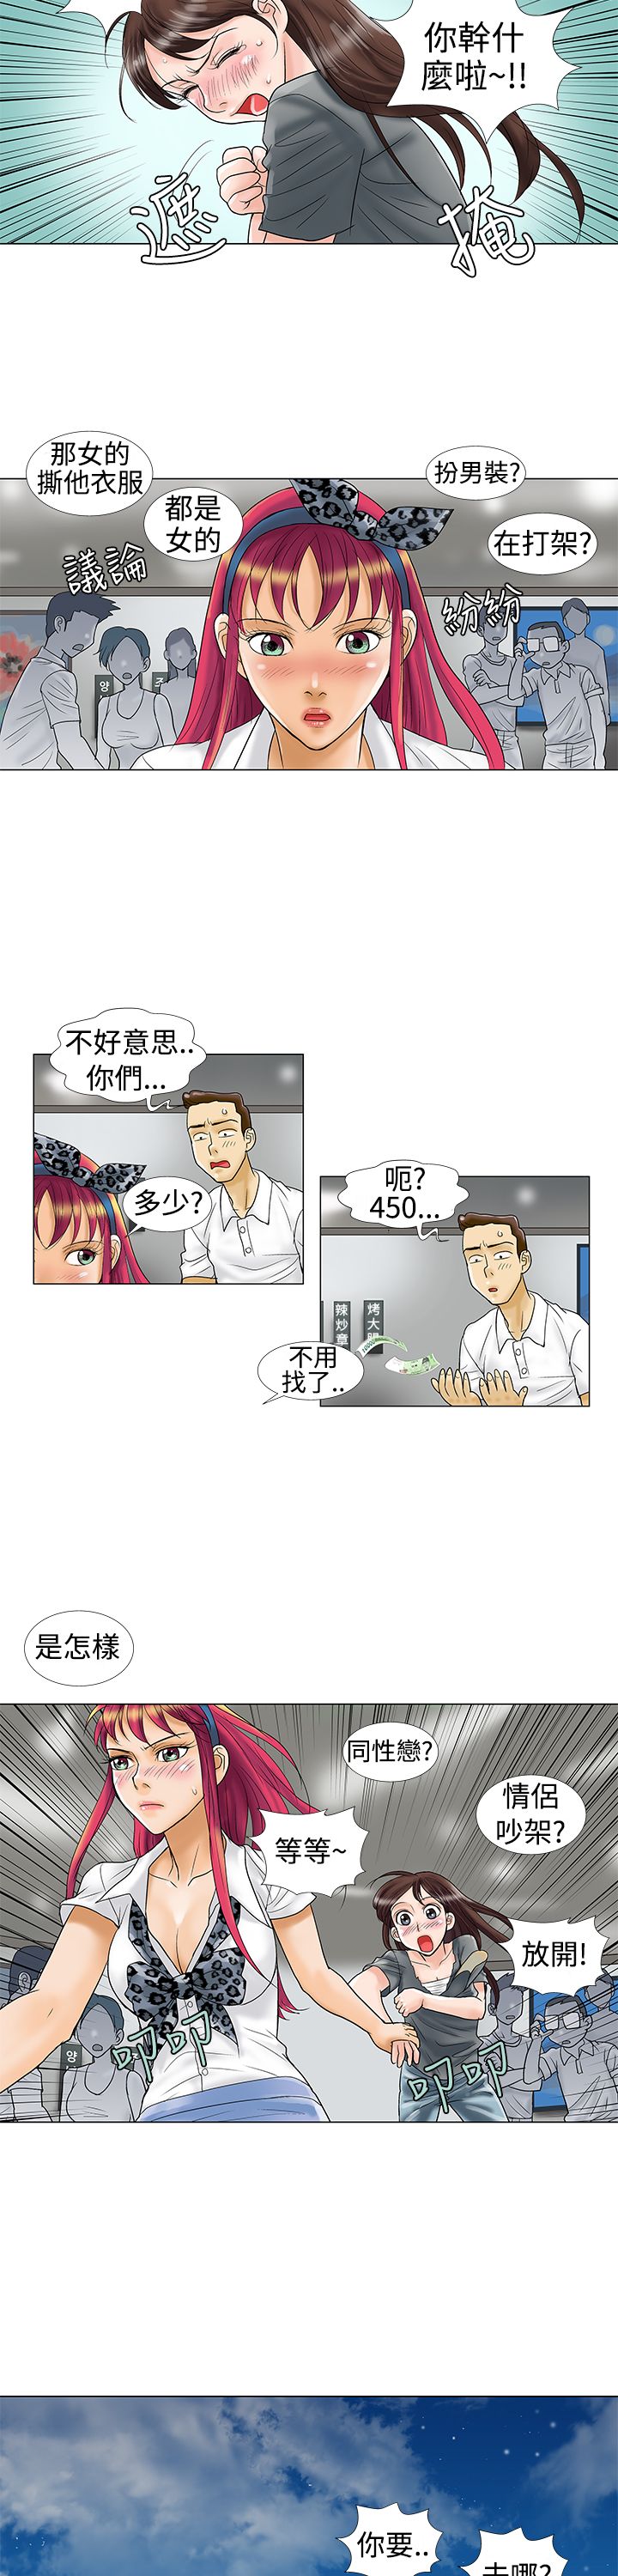 你幹什
麼啦~!!
遮
掩
那女的
撕他衣服
都是
女的
扮男裝?
在打架?
議論
紛紛
양
不好意思..
你們...
多少?
呃?
450...
辣炒章
烤大腸
不用
找了..
是怎樣
同性戀?
情侶
吵架?
等等~
放開!
叩叩
叩叩
양
你要..
去哪?